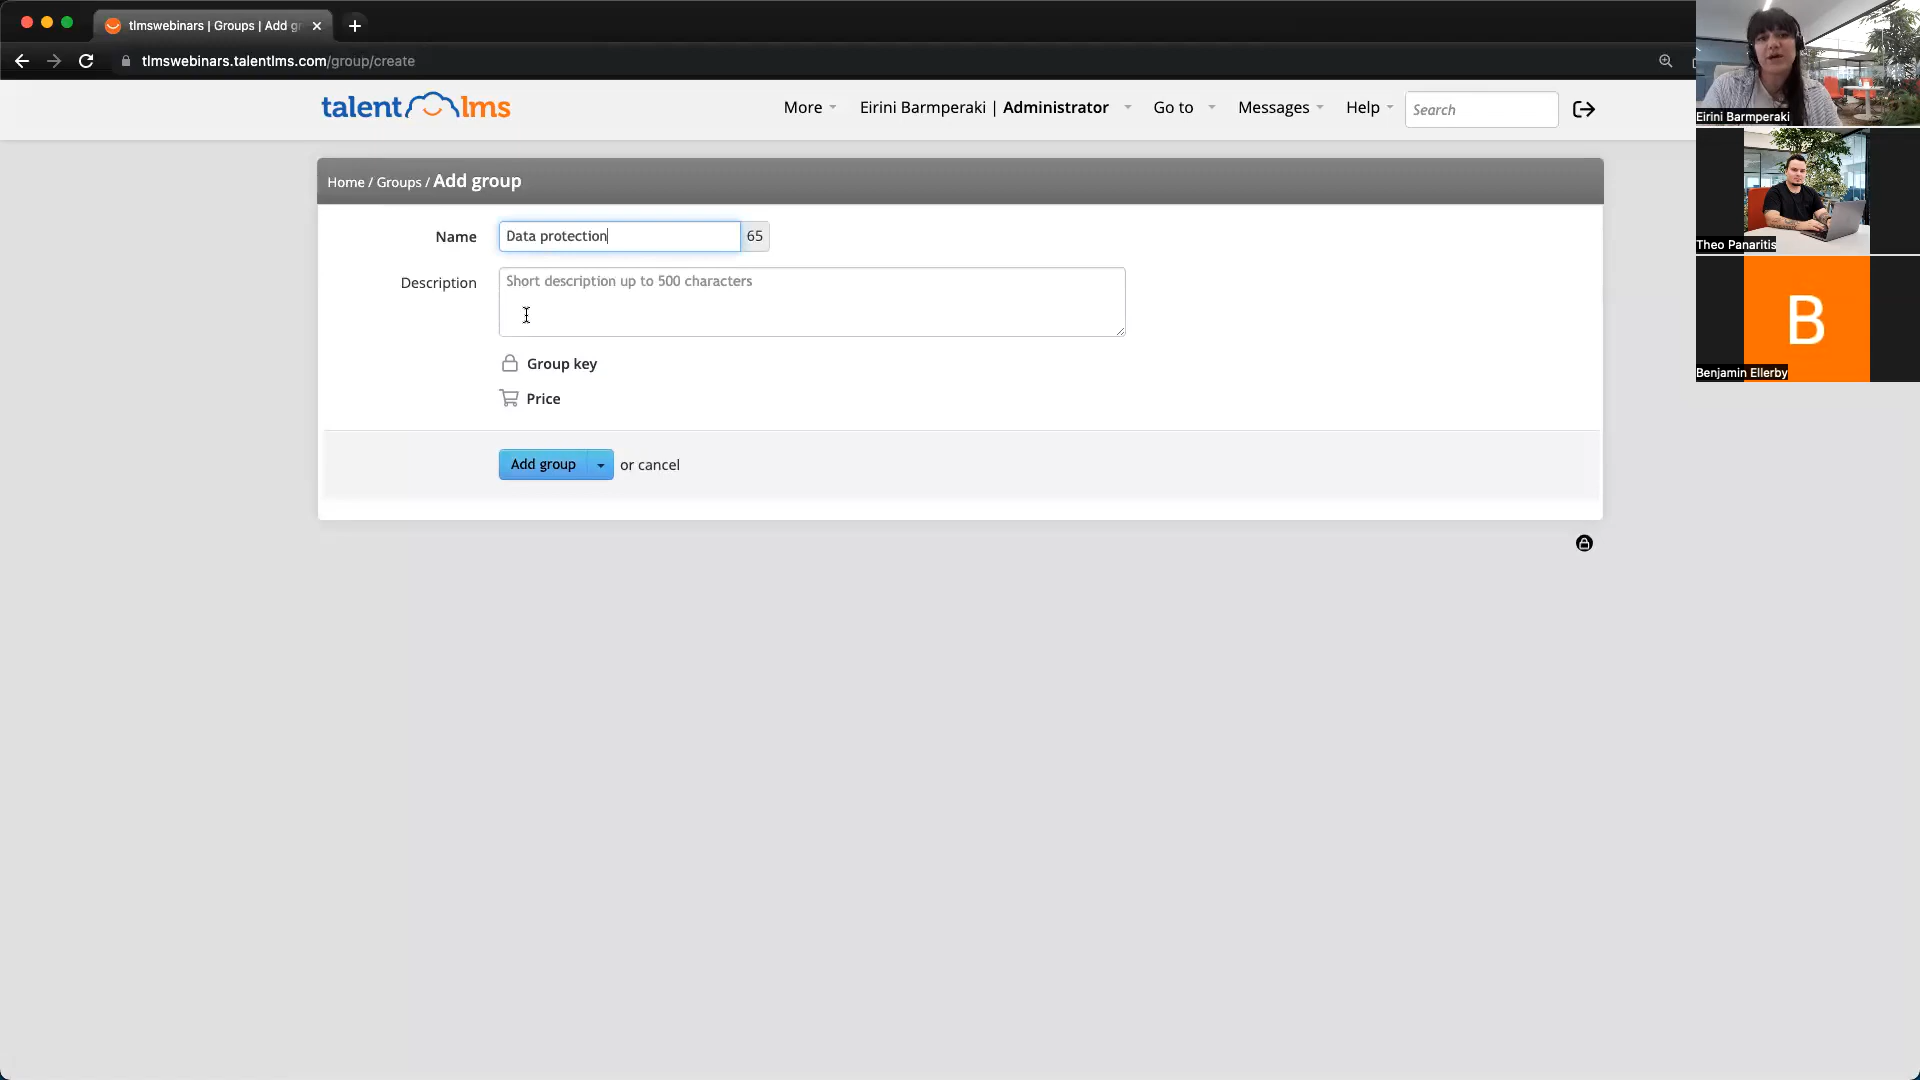 tlmswebinars | Groups | Add g
tlmswebinars.talentlms.com/group/create
talentlms
More
Eirini Barmperaki | Administrator
Go to
Messages
Help
Search
Home / Groups / Add group
Name
Data protection
65
Description
Short description up to 500 characters
Group key
Price
Add group
or cancel
Eirini Barmperaki
Theo Panaritis
B
Benjamin Ellerby